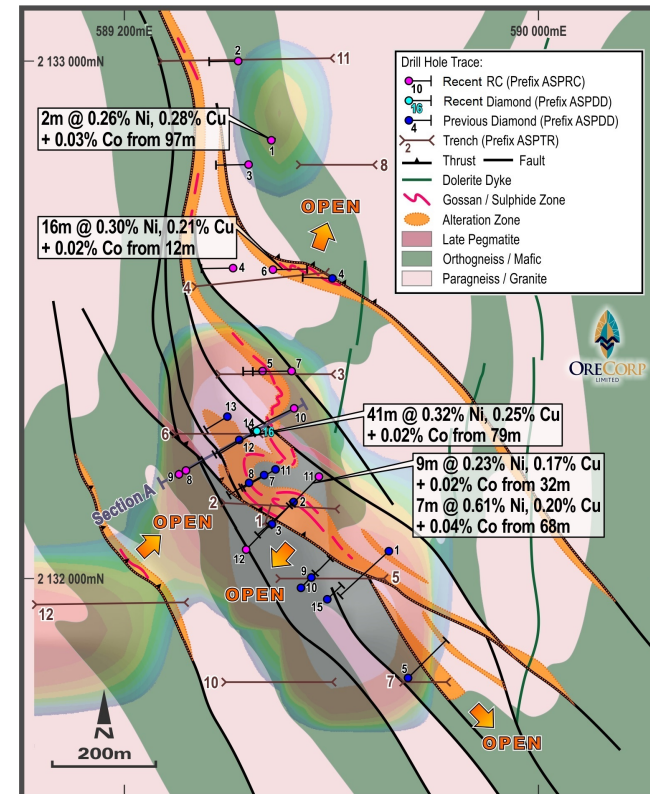 589 200mE
590 000mE
2 133 000mN
2
11
Drill Hole Trace:
10
Recent RC (Prefix ASPRC)
16
Recent Diamond (Prefix ASPDD)
4
Previous Diamond (Prefix ASPDD)
2
Trench (Prefix ASPTR)
Thrust
Fault
Dolerite Dyke
Gossan / Sulphide Zone
Alteration Zone
Late Pegmatite
Orthogneiss / Mafic
Paragneiss / Granite
2m @ 0.26% Ni, 0.28% Cu
+ 0.03% Co from 97m
1
3
8
OPEN
16m @ 0.30% Ni, 0.21% Cu
+ 0.02% Co from 12m
4
6
4
4
ORECORP
LIMITED
5
7
3
13
10
14
16
6
12
41m @ 0.32% Ni, 0.25% Cu
+ 0.02% Co from 79m
9m @ 0.23% Ni, 0.17% Cu
+ 0.02% Co from 32m
7m @ 0.61% Ni, 0.20% Cu
+ 0.04% Co from 68m
9
8
8
7
11
11
Section A
2
2
1
3
OPEN
12
1
OPEN
2 132 000mN
9
10
15
5
12
10
5
7
N
200m
OPEN